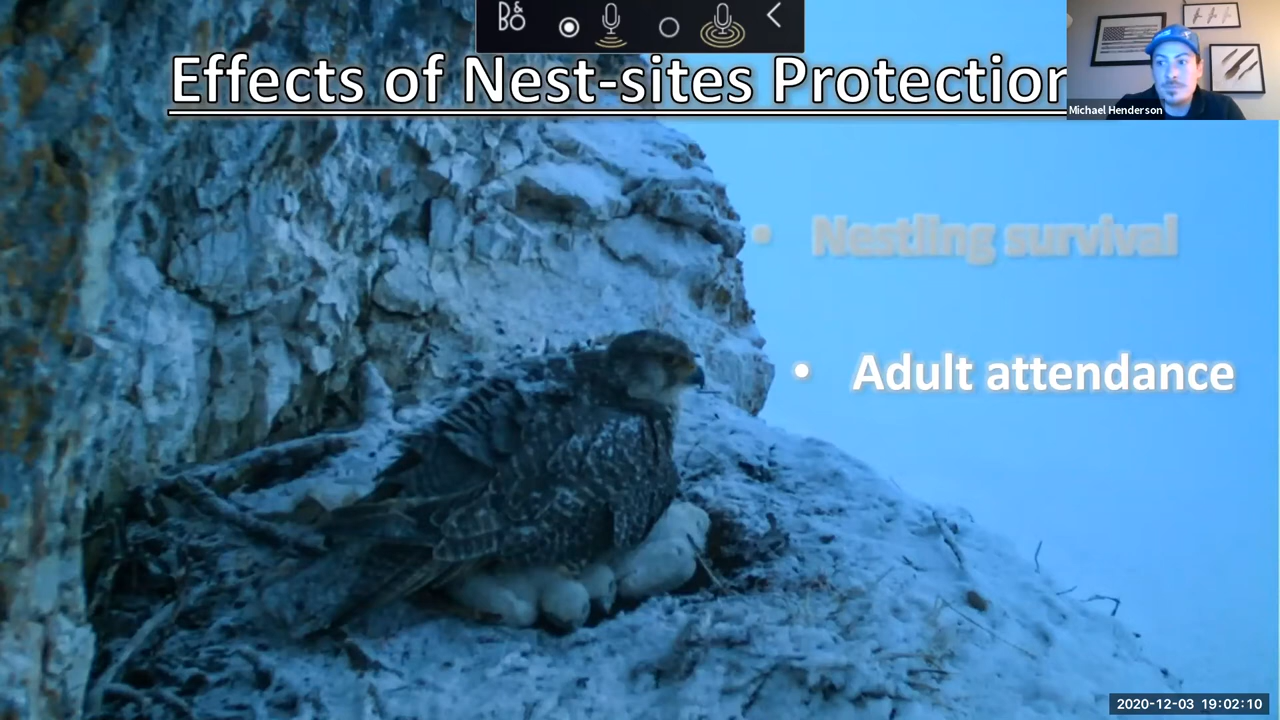 B&O
Effects of Nest-sites Protection
Michael Henderson
• Nestling survival
• Adult attendance
2020-12-03 19:02:10